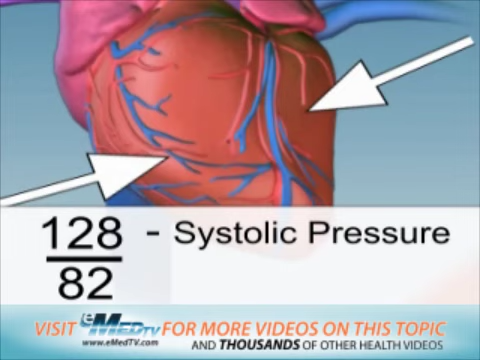 128 - Systolic Pressure
82
VISIT eMEDTV FOR MORE VIDEOS ON THIS TOPIC
www.eMedTV.com AND THOUSANDS OF OTHER HEALTH VIDEOS